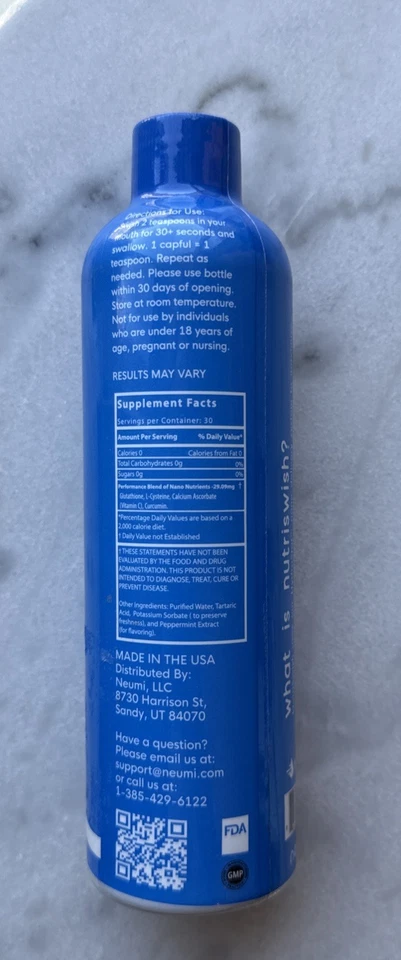 Directions for Use:
2 teaspoons in your
mouth for 30+ seconds and
swallow. 1 capful = 1
teaspoon. Repeat as
needed. Please use bottle
within 30 days of opening.
Store at room temperature.
Not for use by individuals
who are under 18 years of
age, pregnant or nursing.
RESULTS MAY VARY
Supplement Facts
Servings per Container: 30
Amount Per Serving % Daily Value*
Calories 0 Calories from Fat 0
Total Carbohydrates 0g 0%
Sugars 0g 0%
Performance Blend of Nano Nutrients -29.09mg †
Glutathione, L-Cysteine, Calcium Ascorbate
(Vitamin C), Curcumin.
*Percentage Daily Values are based on a
2,000 calorie diet.
† Daily Value not Established
† THESE STATEMENTS HAVE NOT BEEN
EVALUATED BY THE FOOD AND DRUG
ADMINISTRATION. THIS PRODUCT IS NOT
INTENDED TO DIAGNOSE, TREAT, CURE OR
PREVENT DISEASE.
Other Ingredients: Purified Water, Tartaric
Acid, Potassium Sorbate ( to preserve
freshness), and Peppermint Extract
(for flavoring).
MADE IN THE USA
Distributed By:
Neumi, LLC
8730 Harrison St,
Sandy, UT 84070
Have a question?
Please email us at:
support@neumi.com
or call us at:
1-385-429-6122
FDA
GMP
what is nutriswish?